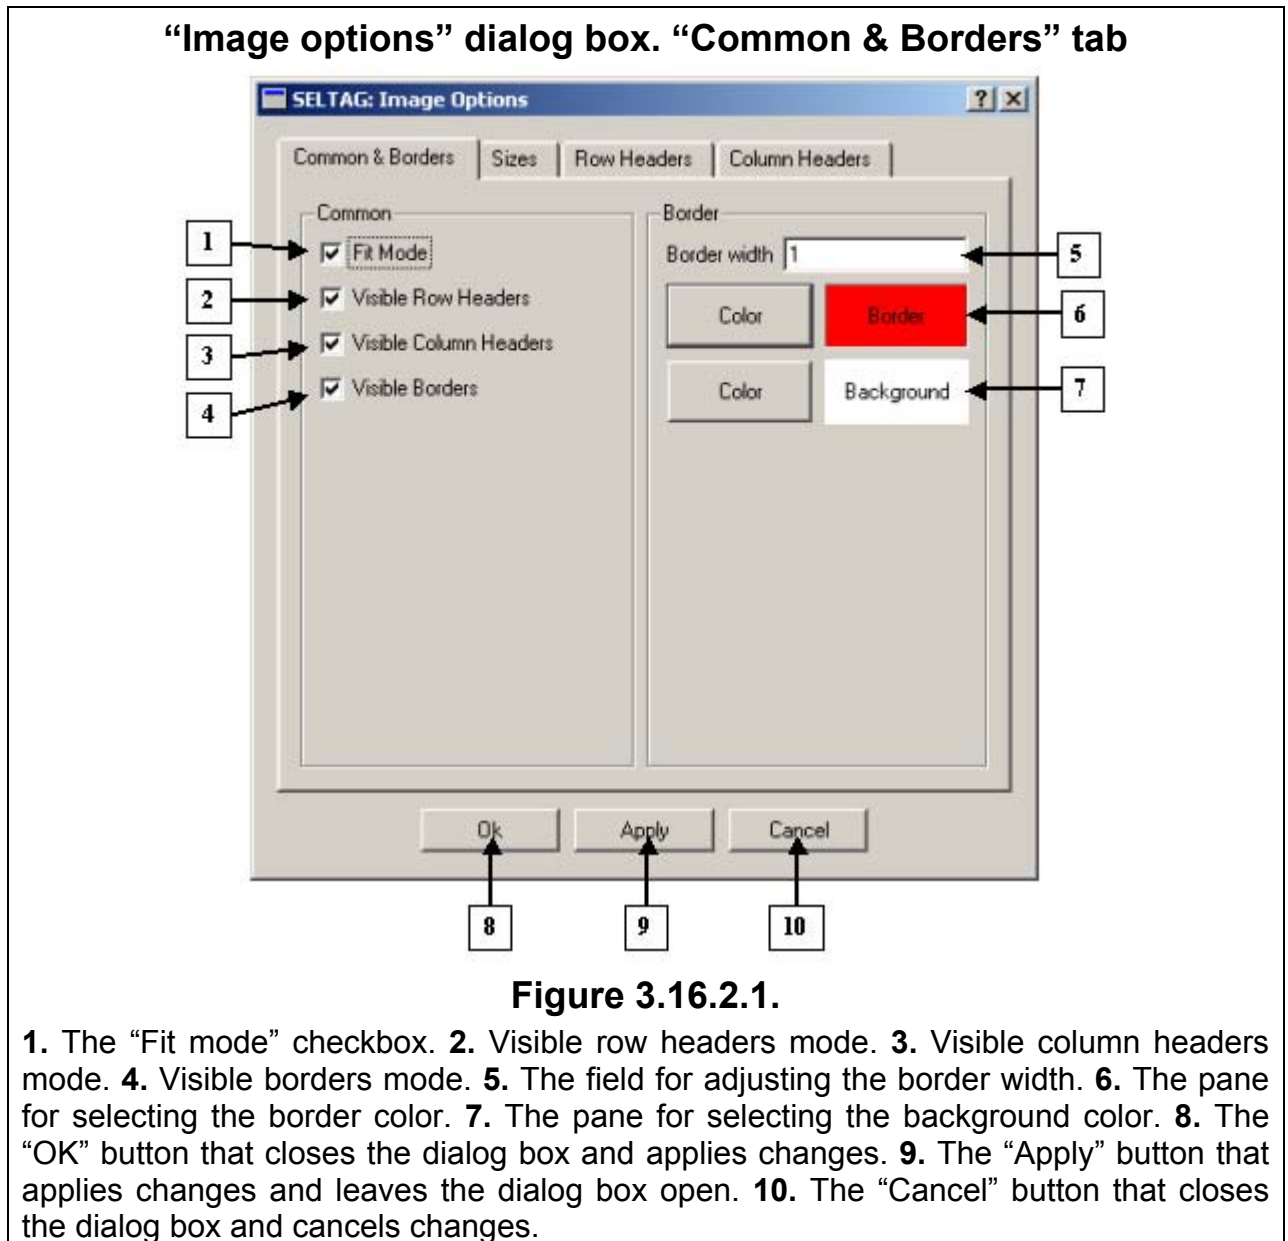 “Image options” dialog box. “Common & Borders” tab
SELTAG: Image Options
Common & Borders Sizes Row Headers Column Headers
Common Border
1 Fit Mode Border width 1 5
2 Visible Row Headers Color Border 6
3 Visible Column Headers
4 Visible Borders Color Background 7
Ok Apply Cancel
8 9 10
Figure 3.16.2.1.
1. The “Fit mode” checkbox. 2. Visible row headers mode. 3. Visible column headers
mode. 4. Visible borders mode. 5. The field for adjusting the border width. 6. The pane
for selecting the border color. 7. The pane for selecting the background color. 8. The
“OK” button that closes the dialog box and applies changes. 9. The “Apply” button that
applies changes and leaves the dialog box open. 10. The “Cancel” button that closes
the dialog box and cancels changes.